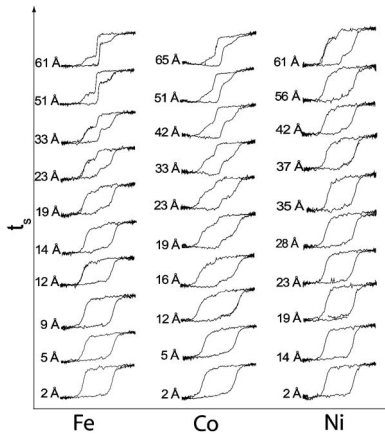 61 Å 65 Å 61 Å
51 Å 51 Å 56 Å
33 Å 42 Å 42 Å
23 Å 33 Å 37 Å
19 Å 23 Å 35 Å
14 Å 19 Å 28 Å
12 Å 16 Å 23 Å
9 Å 12 Å 19 Å
5 Å 5 Å 14 Å
2 Å 2 Å 2 Å
ts
Fe Co Ni